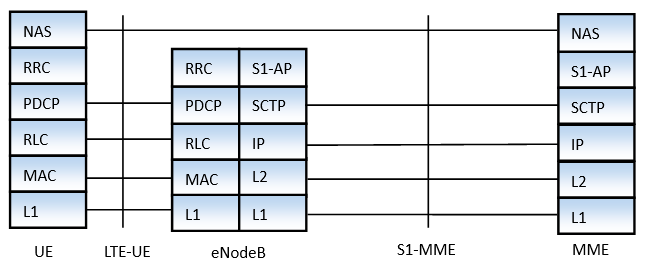 NAS
RRC
PDCP
RLC
MAC
L1
UE
LTE-UE
RRC S1-AP
PDCP SCTP
RLC IP
MAC L2
L1 L1
eNodeB
S1-MME
NAS
S1-AP
SCTP
IP
L2
L1
MME